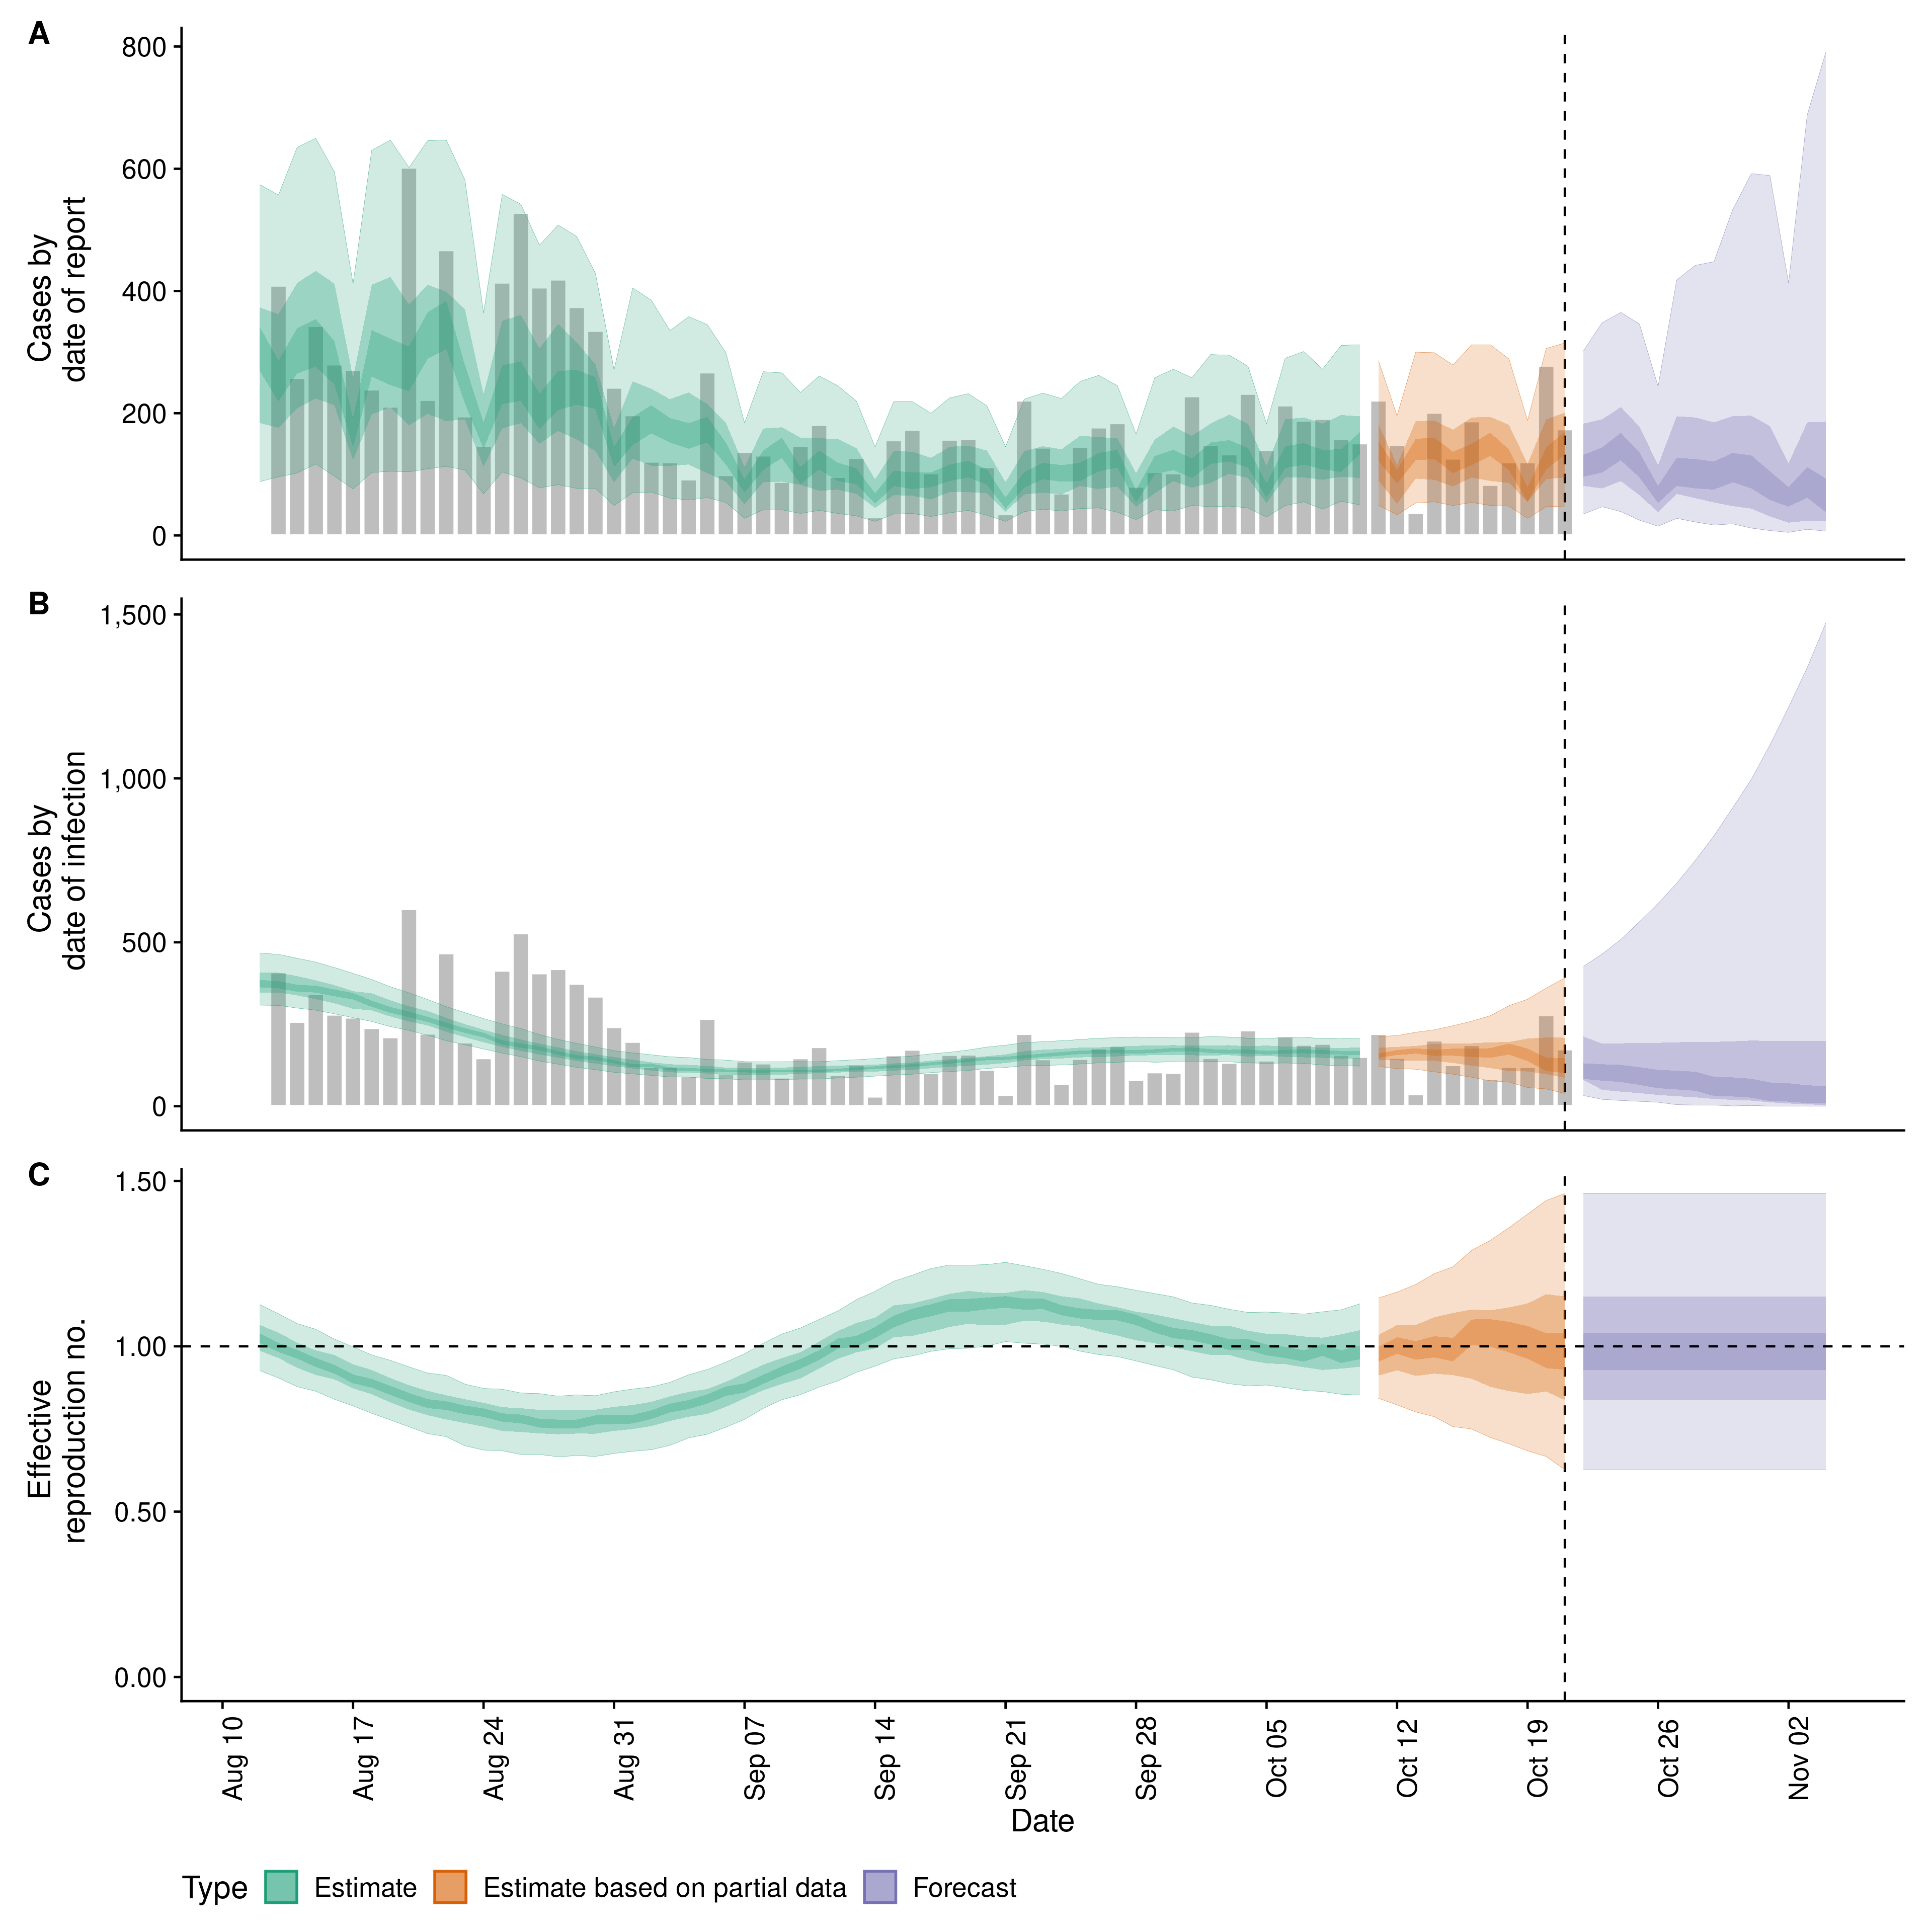 A
800
600
400
200
0
Cases by
date of report
B
1,500
1,000
500
0
Cases by
date of infection
C
1.50
1.00
0.50
0.00
Effective
reproduction no.
Aug 10
Aug 17
Aug 24
Aug 31
Sep 07
Sep 14
Sep 21
Sep 28
Oct 05
Oct 12
Oct 19
Oct 26
Nov 02
Date
Type Estimate Estimate based on partial data Forecast